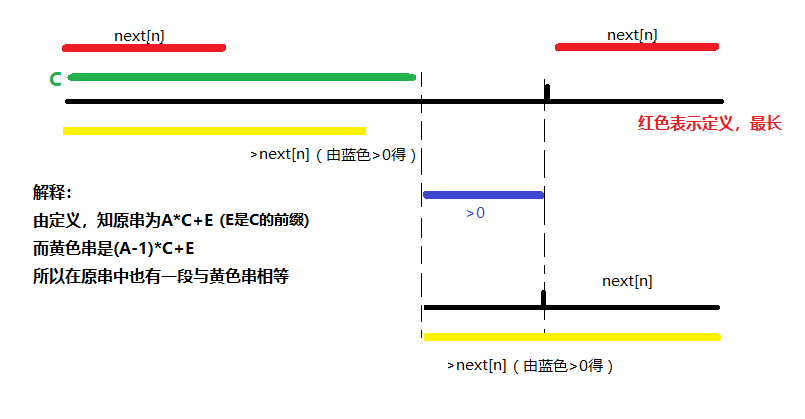 next[n]
next[n]
C
红色表示定义，最长
>next[n]（由蓝色>0得）
解释：
由定义，知原串为A*C+E (E是C的前缀)
而黄色串是(A-1)*C+E
所以在原串中也有一段与黄色串相等
>0
next[n]
>next[n]（由蓝色>0得）